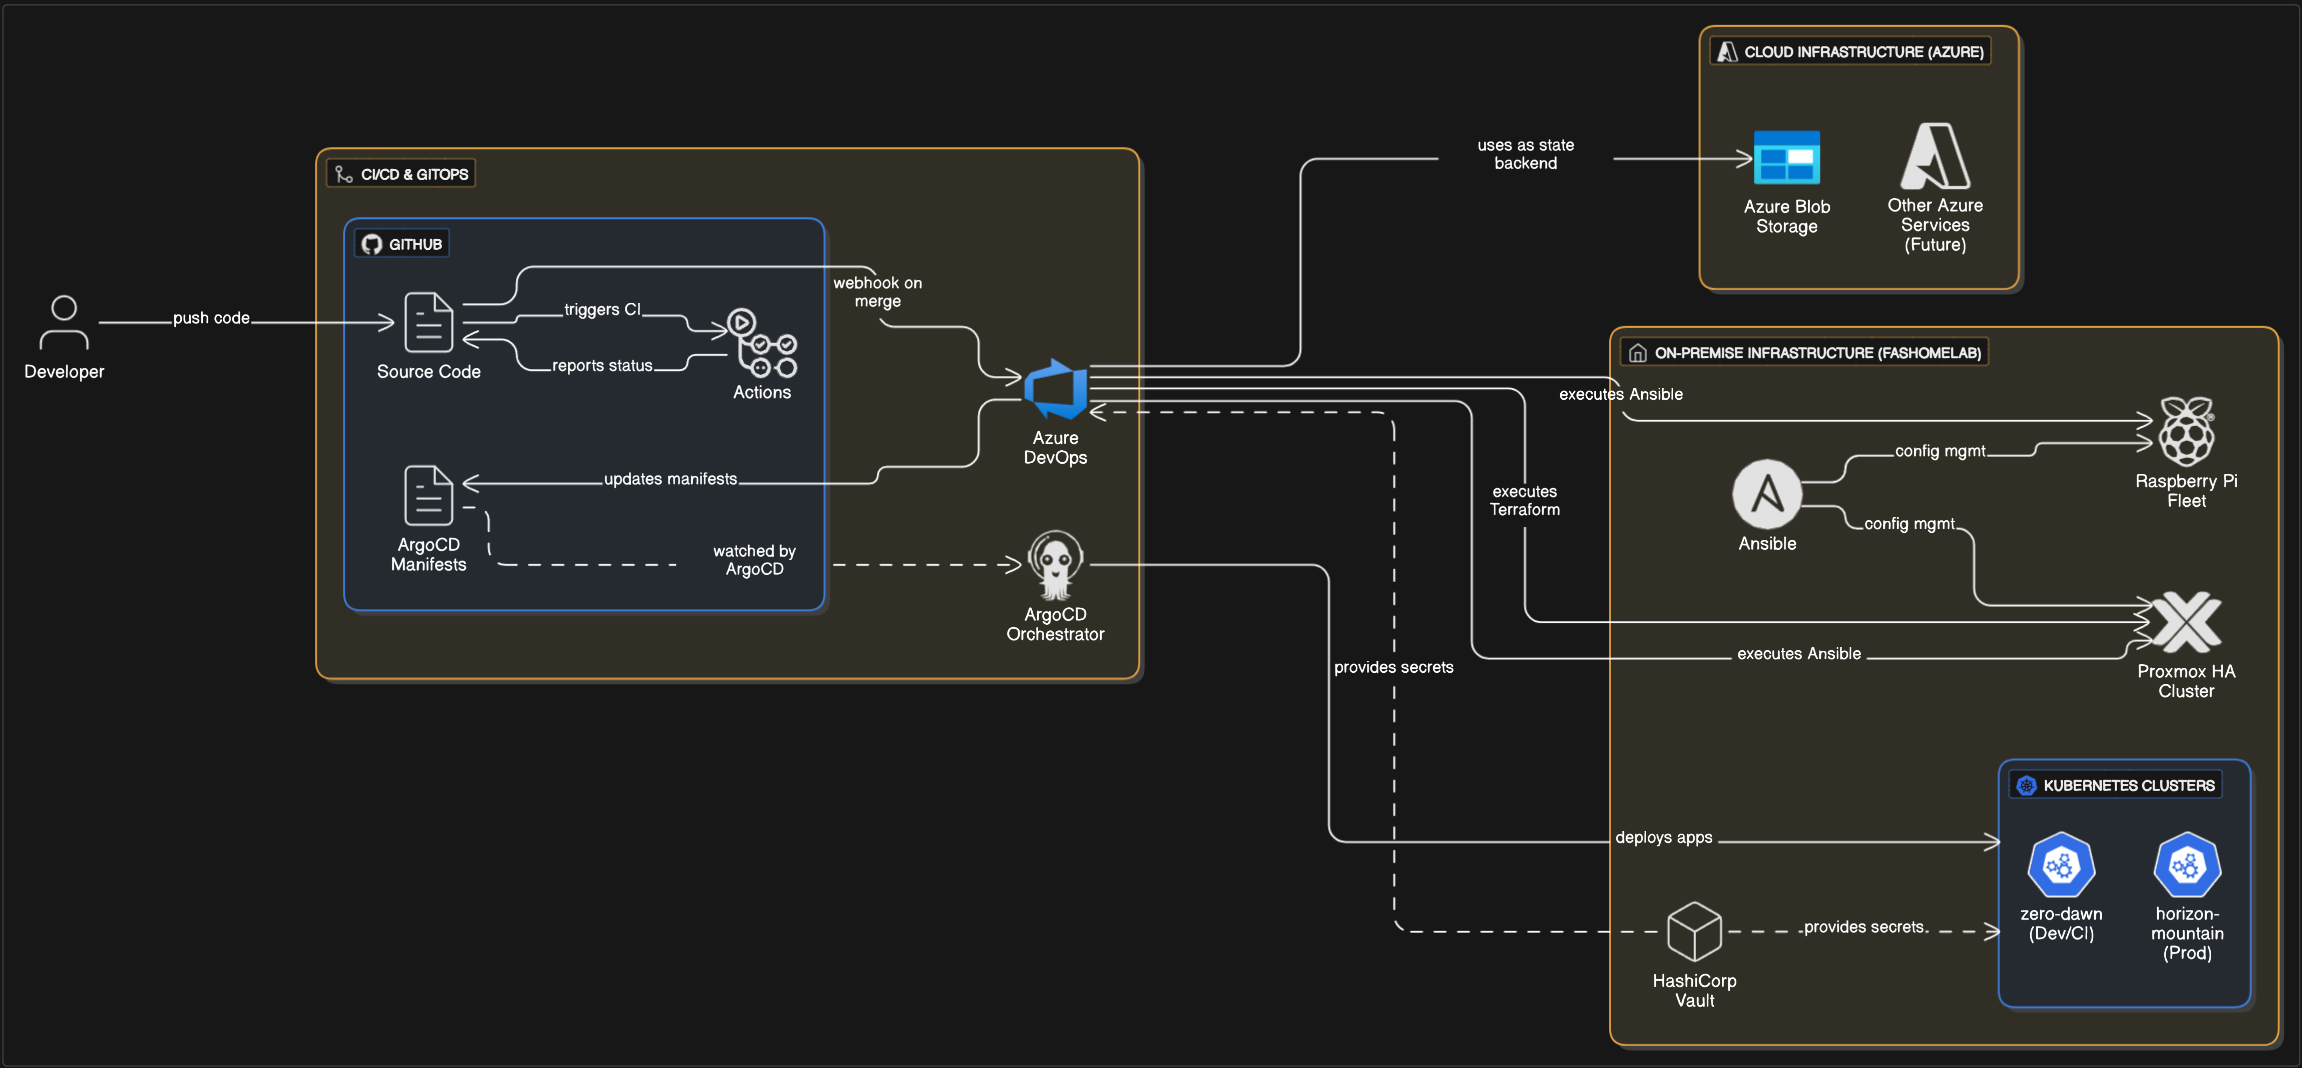 CLOUD INFRASTRUCTURE (AZURE)
uses as state
backend
Azure Blob
Storage
Other Azure
Services
(Future)
CI/CD & GITOPS
GITHUB
webhook on
merge
triggers CI
push code
Developer
Source Code
reports status
Actions
Azure
DevOps
updates manifests
ArgoCD
Manifests
watched by
ArgoCD
ArgoCD
Orchestrator
ON-PREMISE INFRASTRUCTURE (FASHOMELAB)
executes Ansible
config mgmt
Raspberry Pi
Fleet
executes
Terraform
Ansible
config mgmt
executes Ansible
Proxmox HA
Cluster
provides secrets
KUBERNETES CLUSTERS
deploys apps
zero-dawn
(Dev/CI)
horizon-
mountain
(Prod)
provides secrets
HashiCorp
Vault